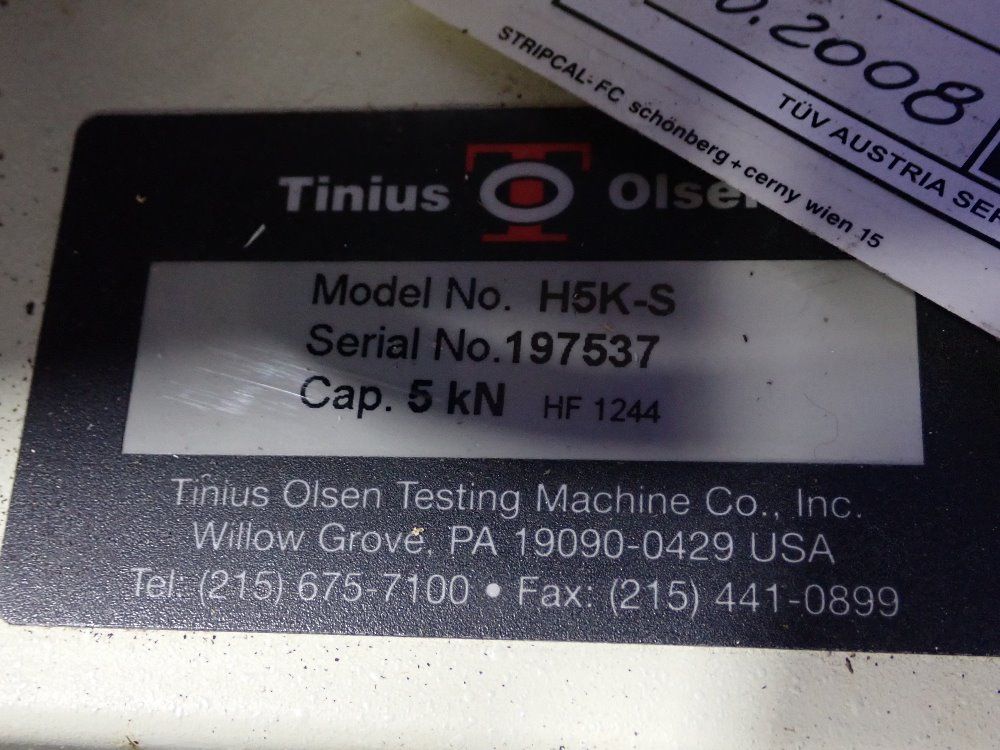 0.2008
TÜV AUSTRIA SER
STRIPCAL-FC schönberg + cerny wien 15
Tinius Olsen
Model No. H5K-S
Serial No.197537
Cap. 5 kN HF 1244
Tinius Olsen Testing Machine Co., Inc.
Willow Grove, PA 19090-0429 USA
Tel: (215) 675-7100 • Fax: (215) 441-0899